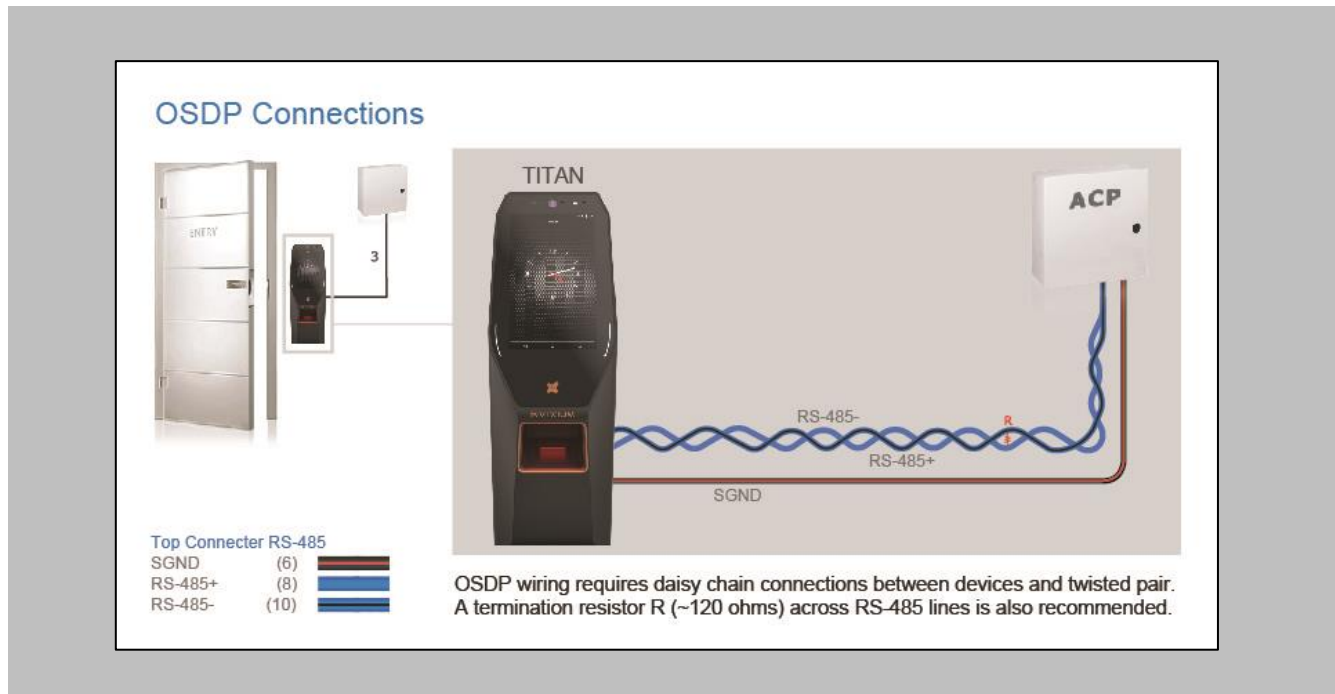 OSDP Connections
TITAN
ACP
3
RS-485-
R
RS-485+
SGND
Top Connecter RS-485
SGND (6)
RS-485+ (8)
RS-485- (10)
OSDP wiring requires daisy chain connections between devices and twisted pair.
A termination resistor R (~120 ohms) across RS-485 lines is also recommended.